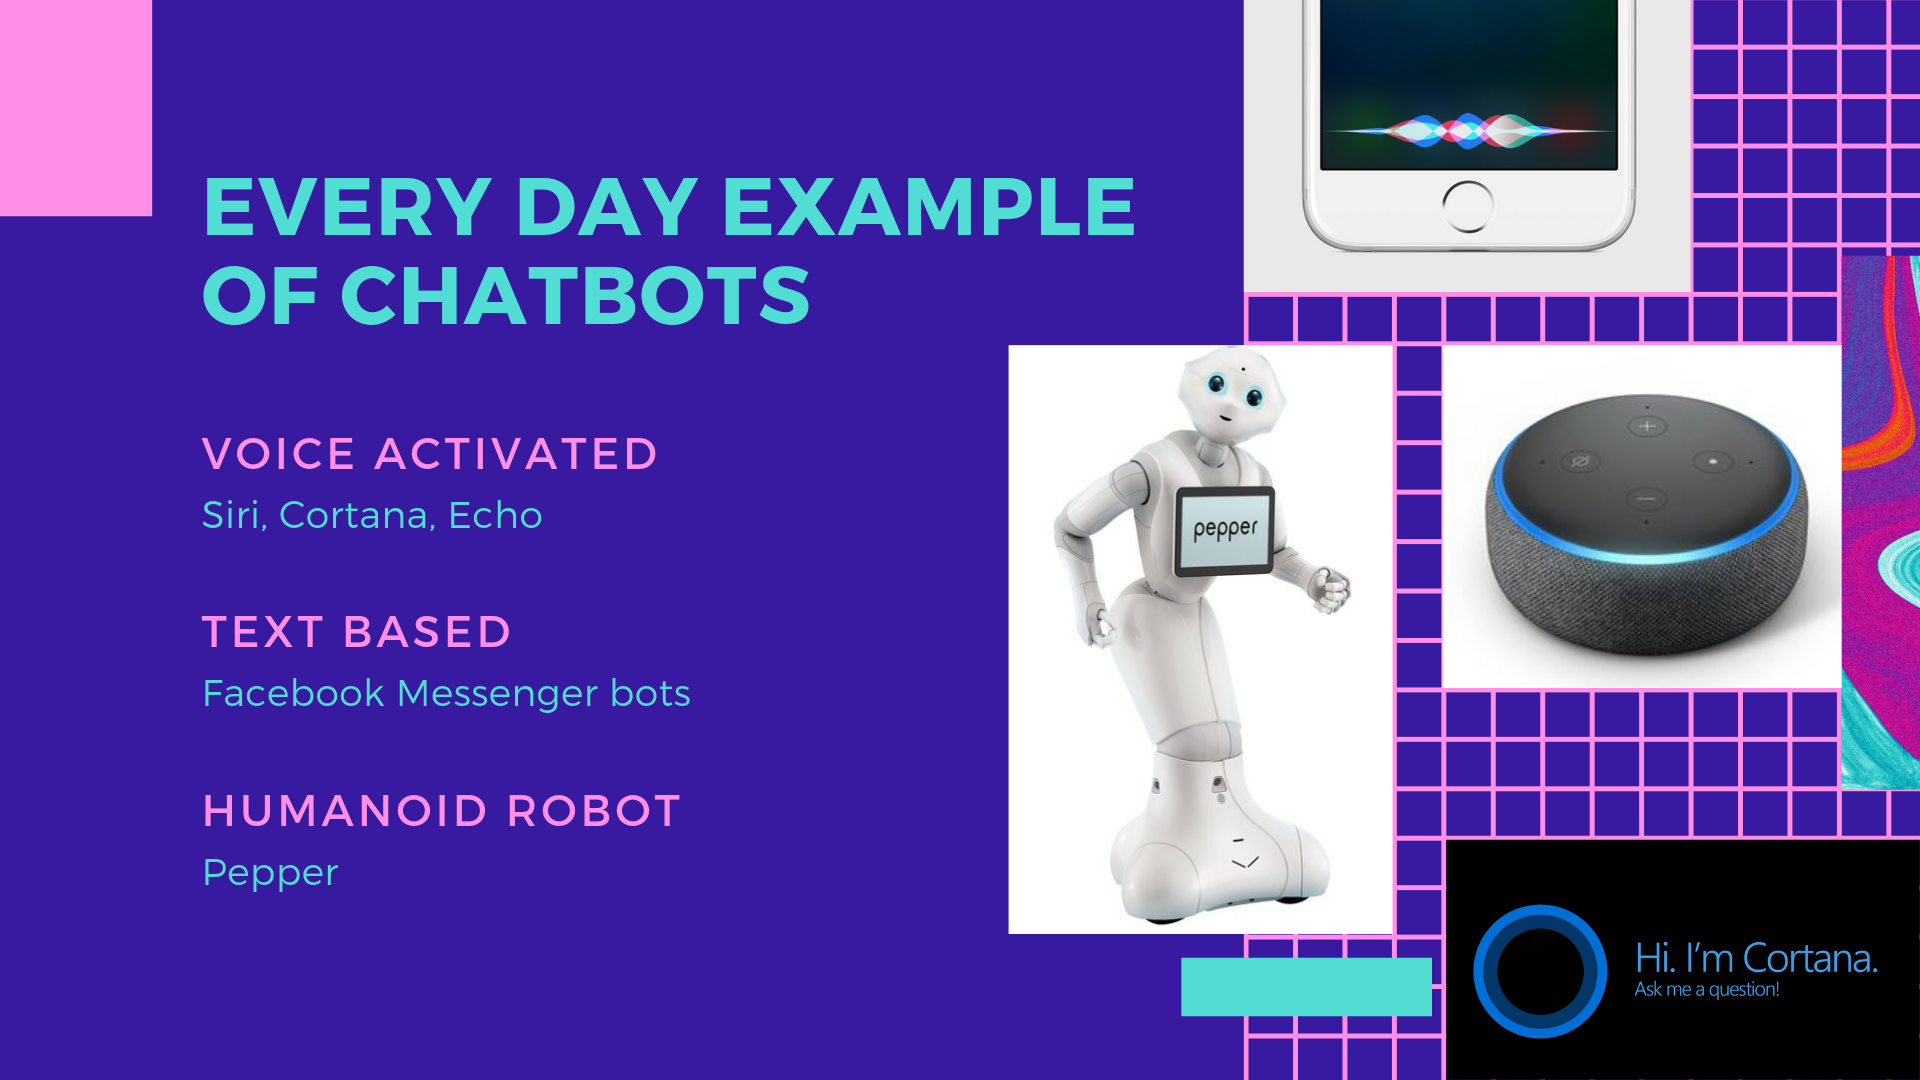 EVERY DAY EXAMPLE
OF CHATBOTS
VOICE ACTIVATED
Siri, Cortana, Echo
TEXT BASED
Facebook Messenger bots
HUMANOID ROBOT
Pepper
pepper
Hi. I'm Cortana.
Ask me a question!